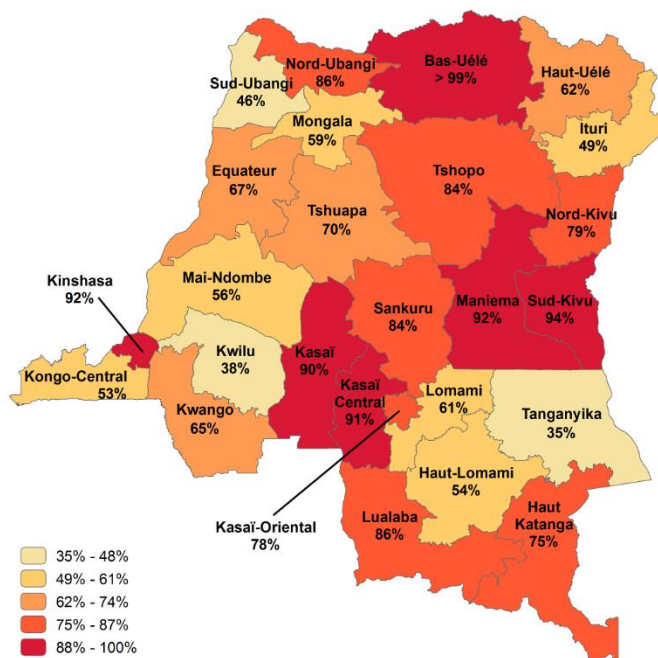 Bas-Uélé
> 99%
Nord-Ubangi
86%
Haut-Uélé
62%
Sud-Ubangi
46%
Mongala
59%
Ituri
49%
Equateur
67%
Tshopo
84%
Tshuapa
70%
Nord-Kivu
79%
Kinshasa
92%
Mai-Ndombe
56%
Sankuru
84%
Maniema
92%
Sud-Kivu
94%
Kongo-Central
53%
Kwilu
38%
Kasaï
90%
Kasaï
Central
91%
Lomami
61%
Tanganyika
35%
Kwango
65%
Haut-Lomami
54%
Kasaï-Oriental
78%
Lualaba
86%
Haut
Katanga
75%
35% - 48%
49% - 61%
62% - 74%
75% - 87%
88% - 100%